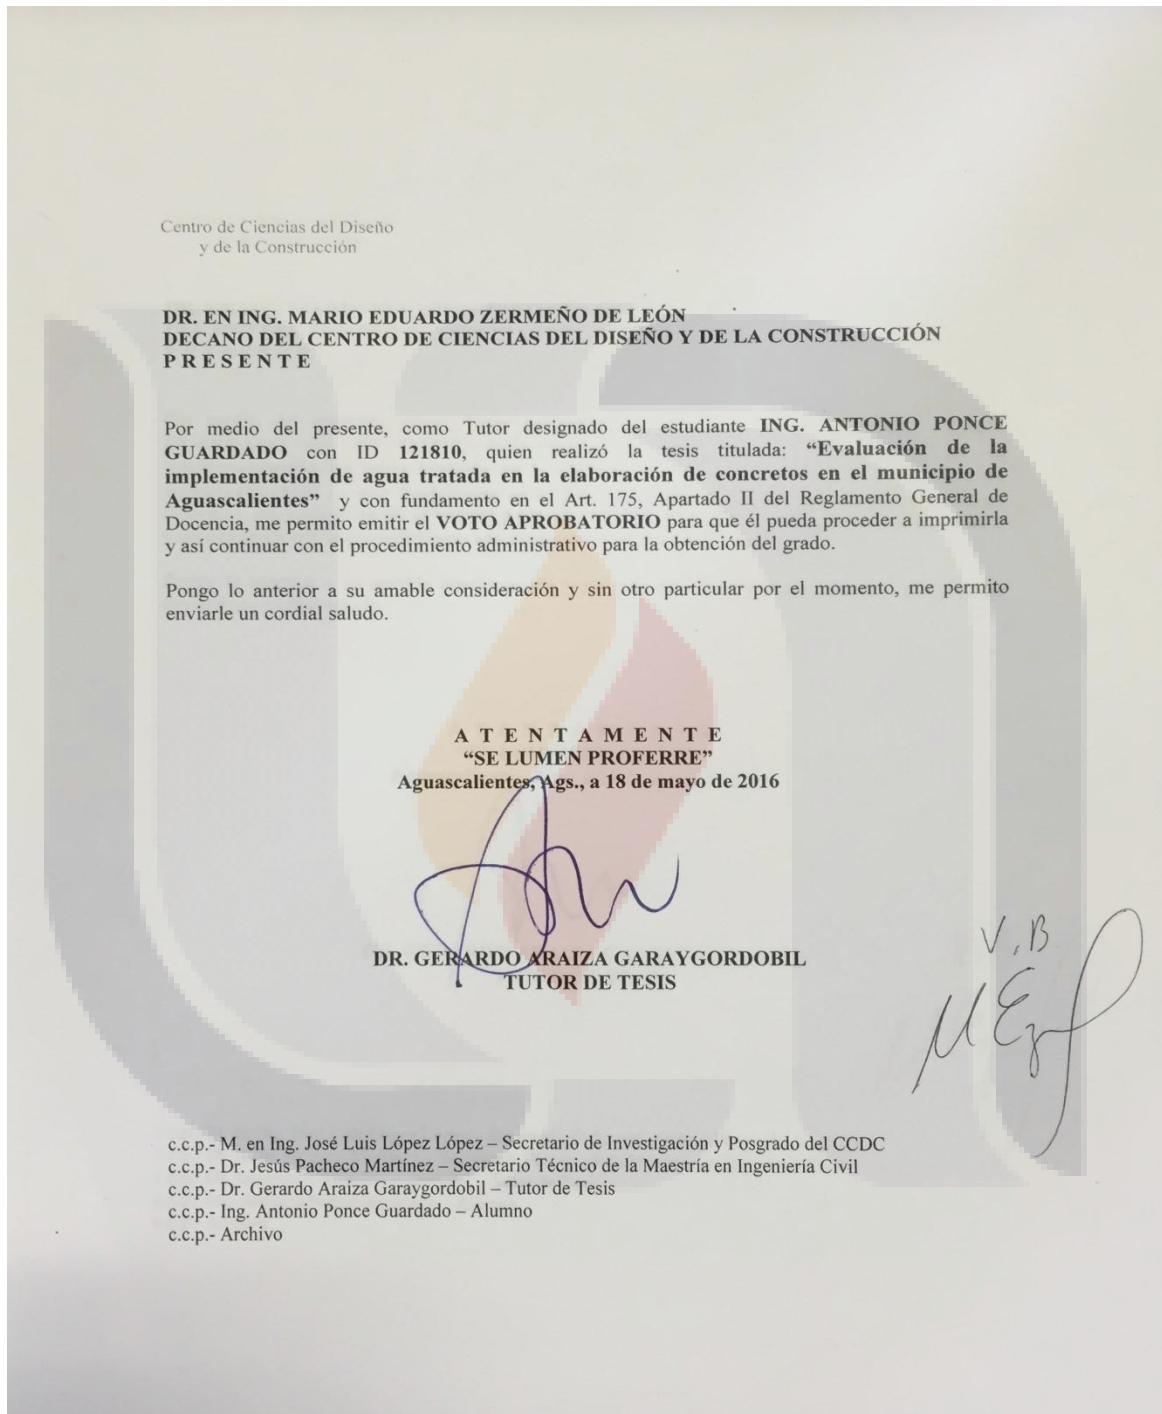 Centro de Ciencias del Diseño
y de la Construcción
DR. EN ING. MARIO EDUARDO ZERMEÑO DE LEÓN
DECANO DEL CENTRO DE CIENCIAS DEL DISEÑO Y DE LA CONSTRUCCIÓN
P R E S E N T E
Por medio del presente, como Tutor designado del estudiante ING. ANTONIO PONCE
GUARDADO con ID 121810, quien realizó la tesis titulada: “Evaluación de la
implementación de agua tratada en la elaboración de concretos en el municipio de
Aguascalientes” y con fundamento en el Art. 175, Apartado II del Reglamento General de
Docencia, me permito emitir el VOTO APROBATORIO para que él pueda proceder a imprimirla
y así continuar con el procedimiento administrativo para la obtención del grado.
Pongo lo anterior a su amable consideración y sin otro particular por el momento, me permito
enviarle un cordial saludo.
A T E N T A M E N T E
“SE LUMEN PROFERRE”
Aguascalientes, Ags., a 18 de mayo de 2016
DR. GERARDO ARAIZA GARAYGORDOBIL
TUTOR DE TESIS
V.B
c.c.p.- M. en Ing. José Luis López López – Secretario de Investigación y Posgrado del CCDC
c.c.p.- Dr. Jesús Pacheco Martínez – Secretario Técnico de la Maestría en Ingeniería Civil
c.c.p.- Dr. Gerardo Araiza Garaygordobil – Tutor de Tesis
c.c.p.- Ing. Antonio Ponce Guardado – Alumno
c.c.p.- Archivo